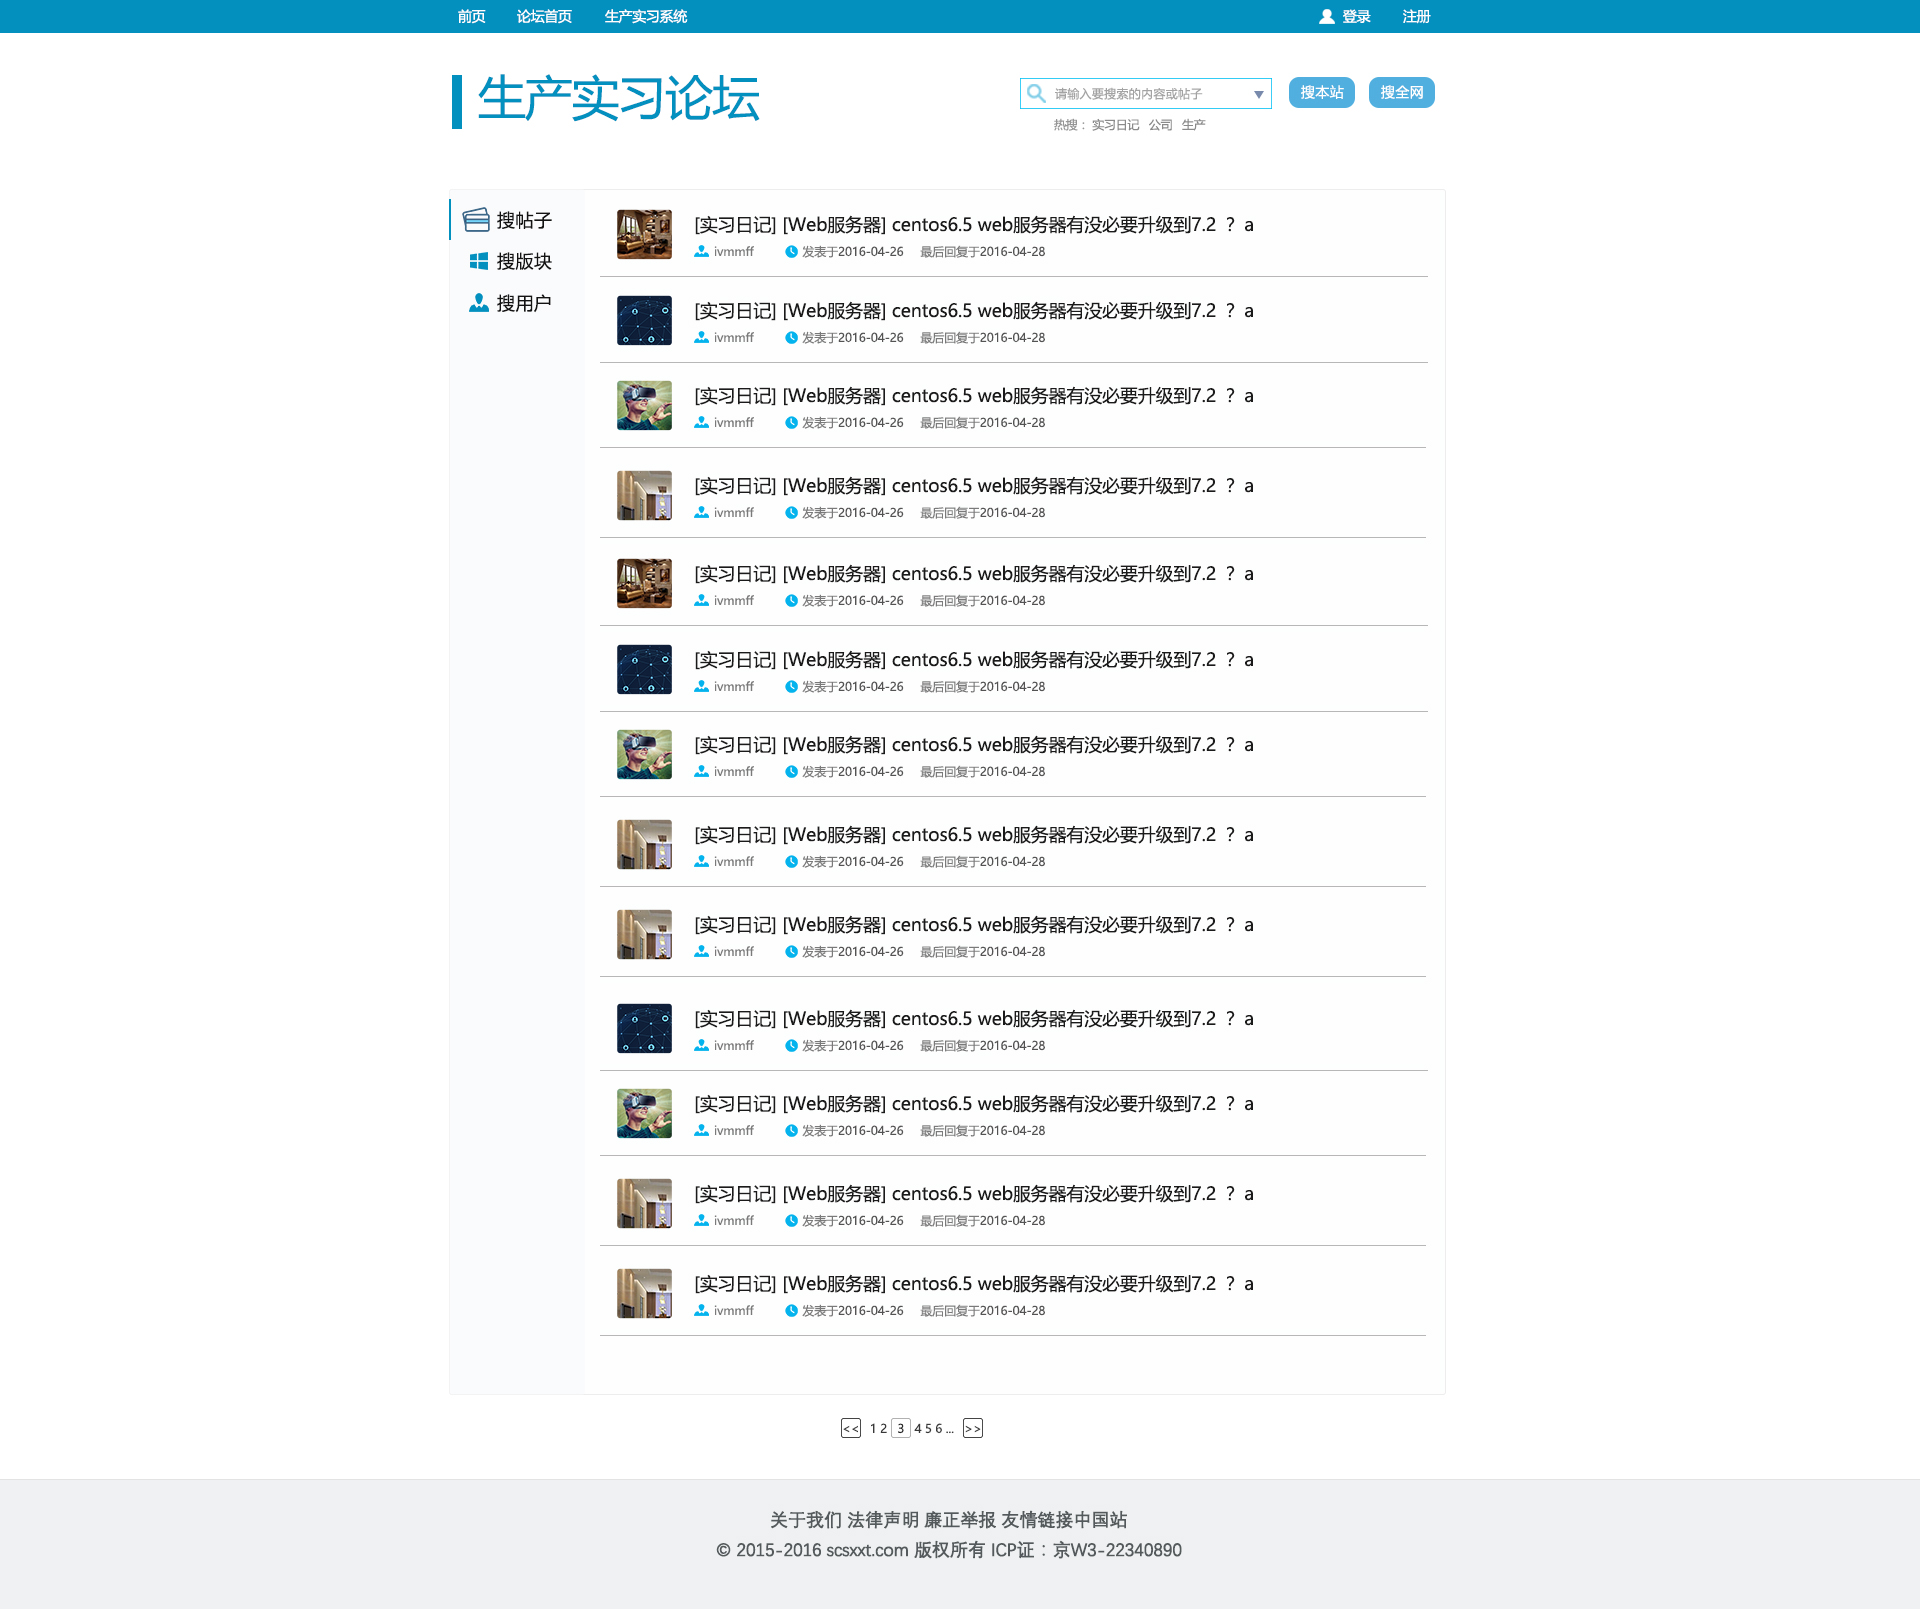 前页 论坛首页 生产实习系统 登录 注册
生产实习论坛
请输入要搜索的内容或帖子 搜本站 搜全网
热搜：实习日记 公司 生产
搜帖子
搜版块
搜用户
[实习日记] [Web服务器] centos6.5 web服务器有没必要升级到7.2 ？a
ivmmff 发表于2016-04-26 最后回复于2016-04-28
[实习日记] [Web服务器] centos6.5 web服务器有没必要升级到7.2 ？a
ivmmff 发表于2016-04-26 最后回复于2016-04-28
[实习日记] [Web服务器] centos6.5 web服务器有没必要升级到7.2 ？a
ivmmff 发表于2016-04-26 最后回复于2016-04-28
[实习日记] [Web服务器] centos6.5 web服务器有没必要升级到7.2 ？a
ivmmff 发表于2016-04-26 最后回复于2016-04-28
[实习日记] [Web服务器] centos6.5 web服务器有没必要升级到7.2 ？a
ivmmff 发表于2016-04-26 最后回复于2016-04-28
[实习日记] [Web服务器] centos6.5 web服务器有没必要升级到7.2 ？a
ivmmff 发表于2016-04-26 最后回复于2016-04-28
[实习日记] [Web服务器] centos6.5 web服务器有没必要升级到7.2 ？a
ivmmff 发表于2016-04-26 最后回复于2016-04-28
[实习日记] [Web服务器] centos6.5 web服务器有没必要升级到7.2 ？a
ivmmff 发表于2016-04-26 最后回复于2016-04-28
[实习日记] [Web服务器] centos6.5 web服务器有没必要升级到7.2 ？a
ivmmff 发表于2016-04-26 最后回复于2016-04-28
[实习日记] [Web服务器] centos6.5 web服务器有没必要升级到7.2 ？a
ivmmff 发表于2016-04-26 最后回复于2016-04-28
[实习日记] [Web服务器] centos6.5 web服务器有没必要升级到7.2 ？a
ivmmff 发表于2016-04-26 最后回复于2016-04-28
[实习日记] [Web服务器] centos6.5 web服务器有没必要升级到7.2 ？a
ivmmff 发表于2016-04-26 最后回复于2016-04-28
[实习日记] [Web服务器] centos6.5 web服务器有没必要升级到7.2 ？a
ivmmff 发表于2016-04-26 最后回复于2016-04-28
<< 1 2 3 4 5 6 ... >>
关于我们 法律声明 廉正举报 友情链接中国站
© 2015-2016 scsxxt.com 版权所有 ICP证：京W3-22340890